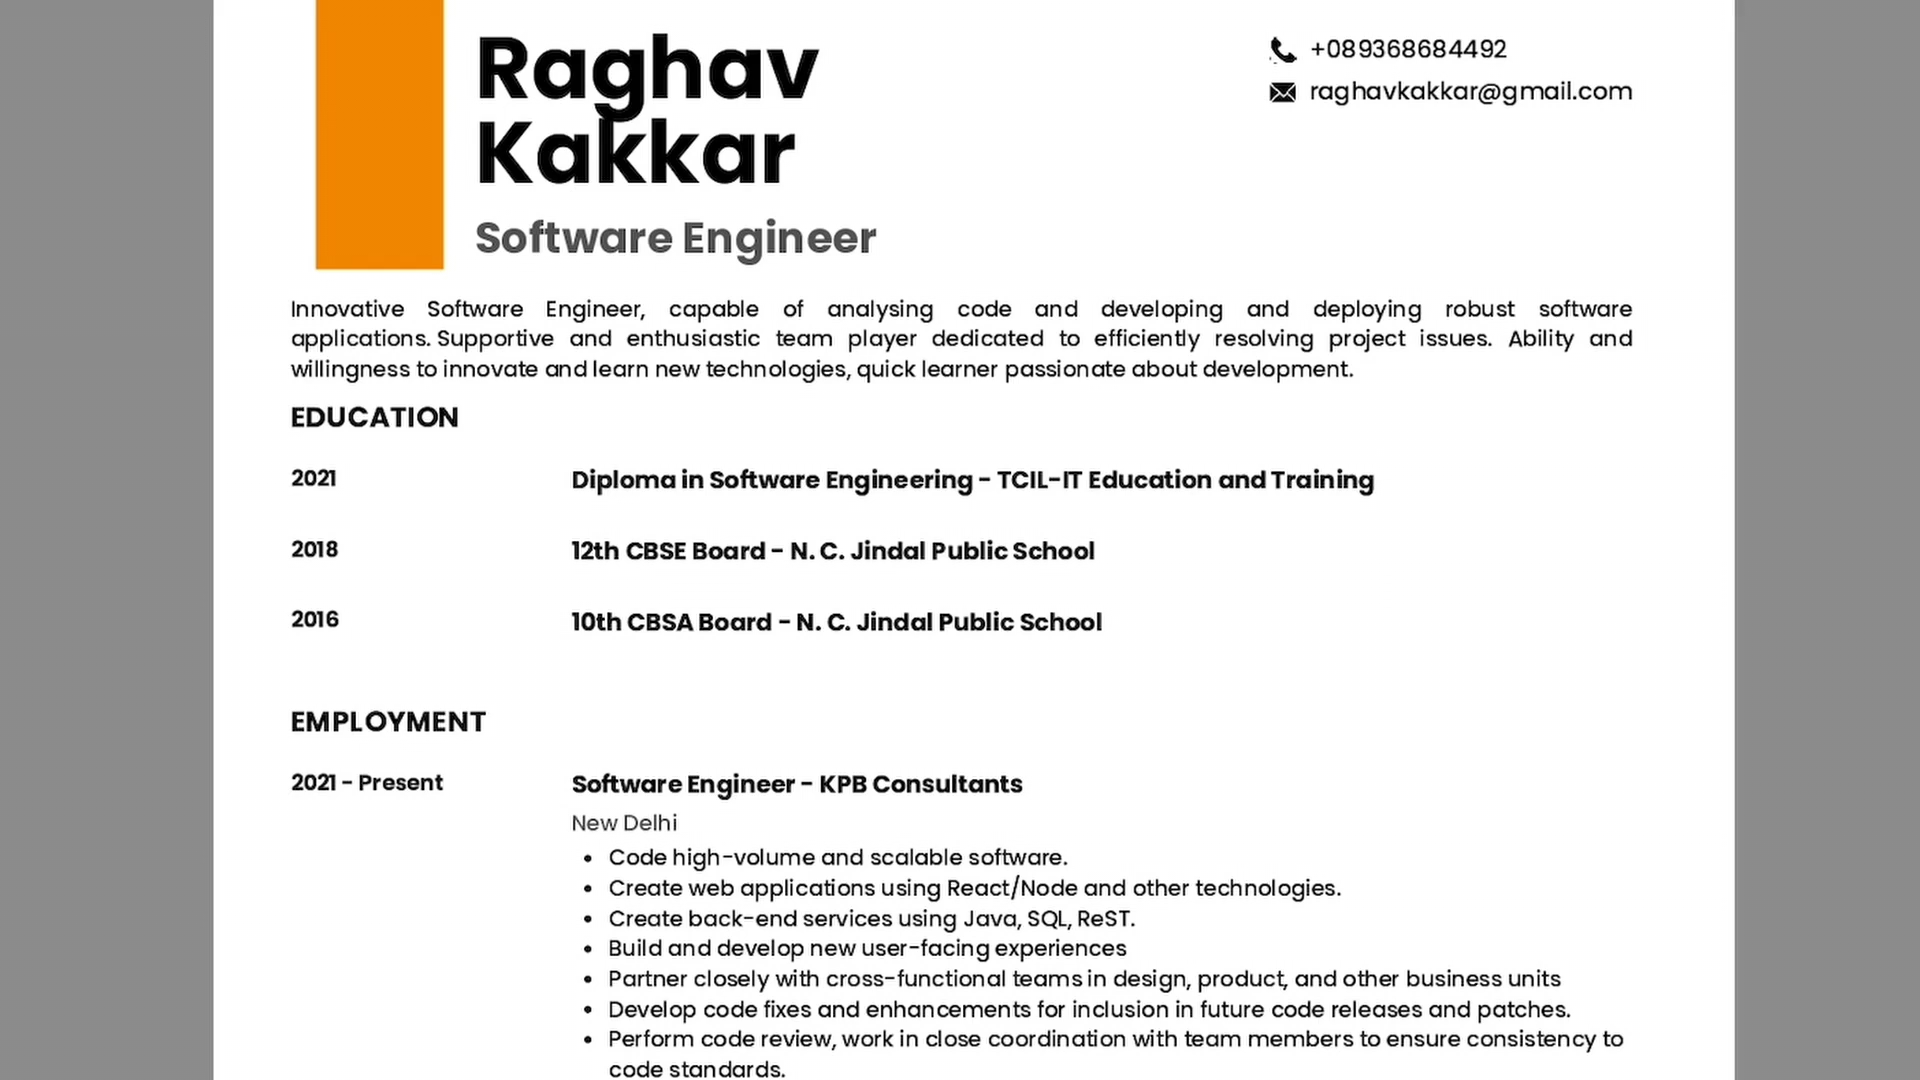 Raghav
Kakkar
Software Engineer
+089368684492
raghavkakkar@gmail.com
Innovative Software Engineer, capable of analysing code and developing and deploying robust software
applications. Supportive and enthusiastic team player dedicated to efficiently resolving project issues. Ability and
willingness to innovate and learn new technologies, quick learner passionate about development.
EDUCATION
2021 Diploma in Software Engineering - TCIL-IT Education and Training
2018 12th CBSE Board - N. C. Jindal Public School
2016 10th CBSA Board - N. C. Jindal Public School
EMPLOYMENT
2021 - Present Software Engineer - KPB Consultants
New Delhi
• Code high-volume and scalable software.
• Create web applications using React/Node and other technologies.
• Create back-end services using Java, SQL, ReST.
• Build and develop new user-facing experiences
• Partner closely with cross-functional teams in design, product, and other business units
• Develop code fixes and enhancements for inclusion in future code releases and patches.
• Perform code review, work in close coordination with team members to ensure consistency to
code standards.